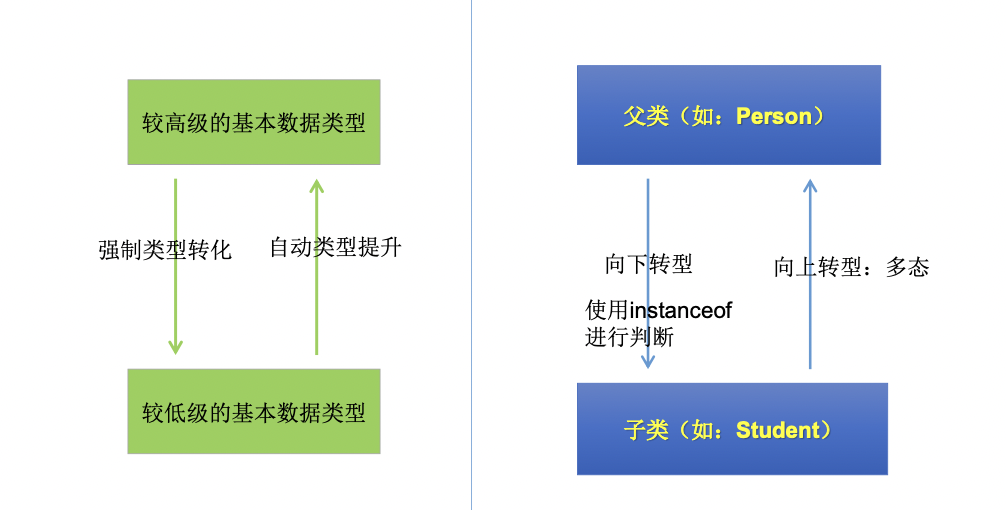 较高级的基本数据类型
强制类型转化
自动类型提升
较低级的基本数据类型
父类（如：Person）
向下转型
使用instanceof
进行判断
向上转型：多态
子类（如：Student）